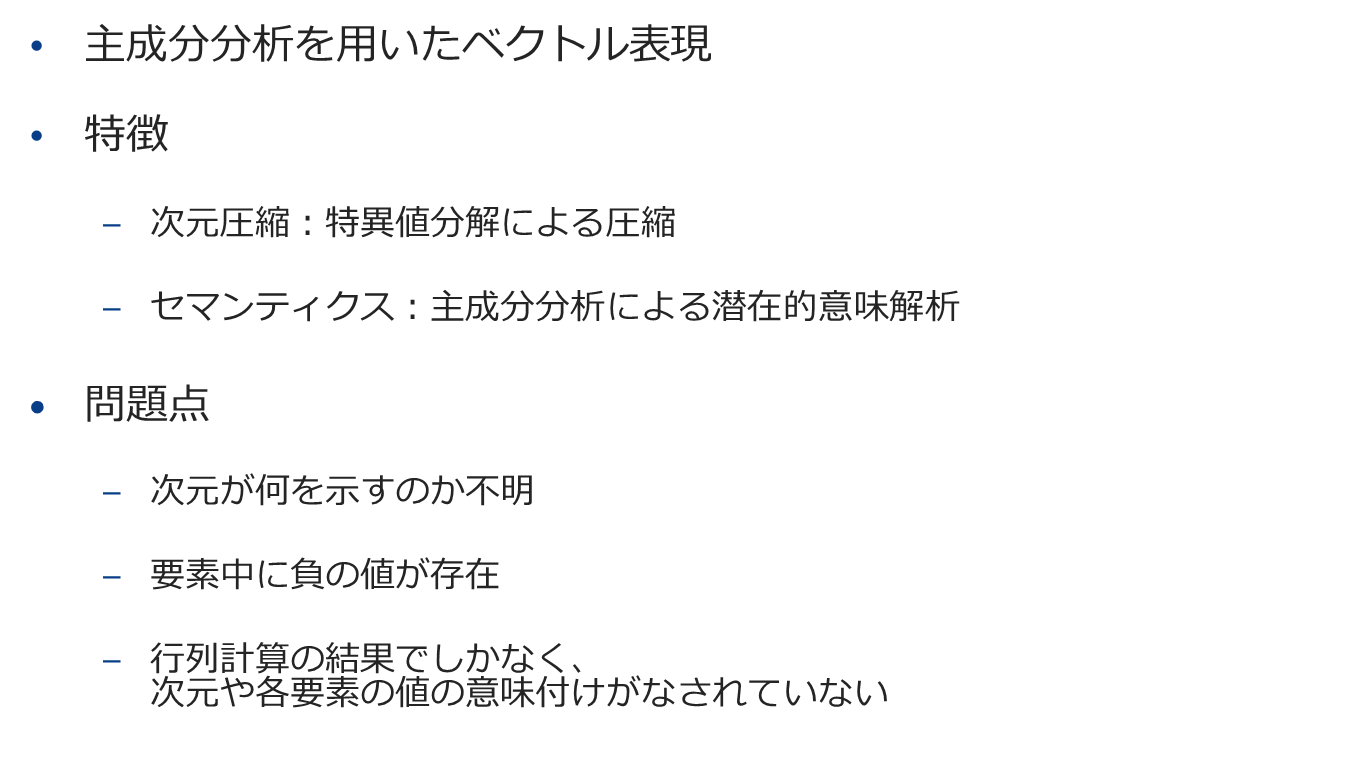 • 主成分分析を用いたベクトル表現
• 特徴
– 次元圧縮：特異値分解による圧縮
– セマンティクス：主成分分析による潜在的意味解析
• 問題点
– 次元が何を示すのか不明
– 要素中に負の値が存在
– 行列計算の結果でしかなく、
次元や各要素の値の意味付けがなされていない